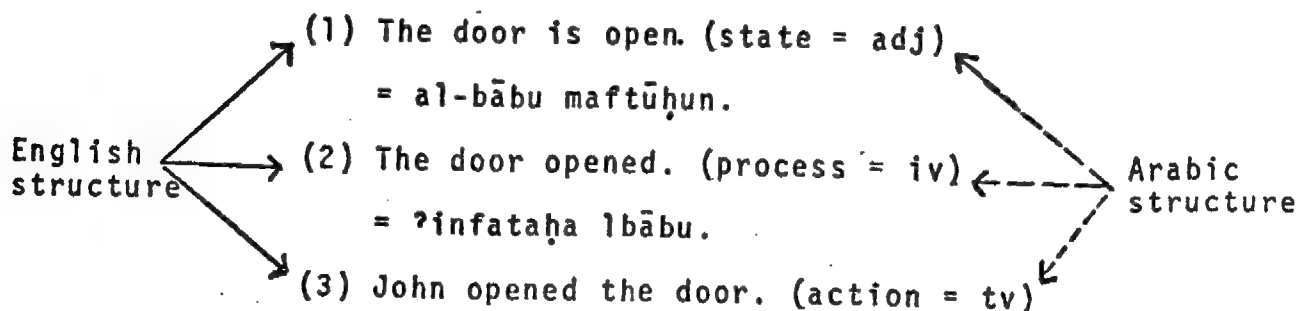 (1) The door is open. (state = adj)
= al-bābu maftūḥun.
English structure
(2) The door opened. (process = iv)
= ʔinfataḥa lbābu.
Arabic structure
(3) John opened the door. (action = tv)